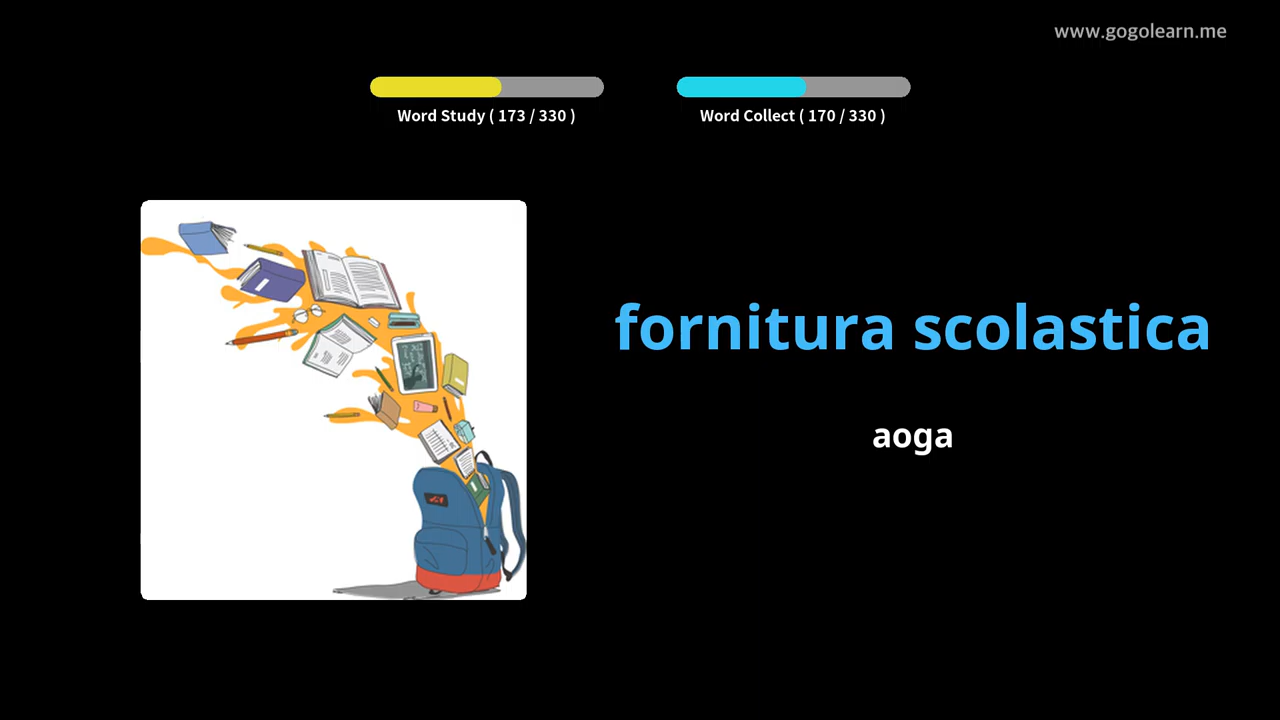 www.gogolearn.me
Word Study ( 173 / 330 )
Word Collect ( 170 / 330 )
fornitura scolastica
aoga